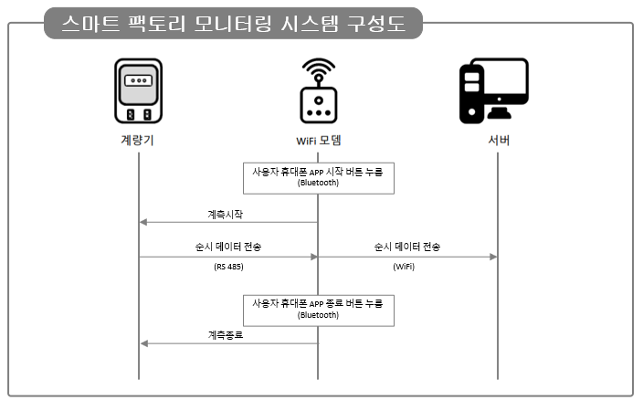 스마트 팩토리 모니터링 시스템 구성도
계량기
WiFi 모뎀
서버
사용자 휴대폰 APP 시작 버튼 누름
(Bluetooth)
계측시작
순시 데이터 전송
(RS 485)
순시 데이터 전송
(WiFi)
사용자 휴대폰 APP 종료 버튼 누름
(Bluetooth)
계측종료